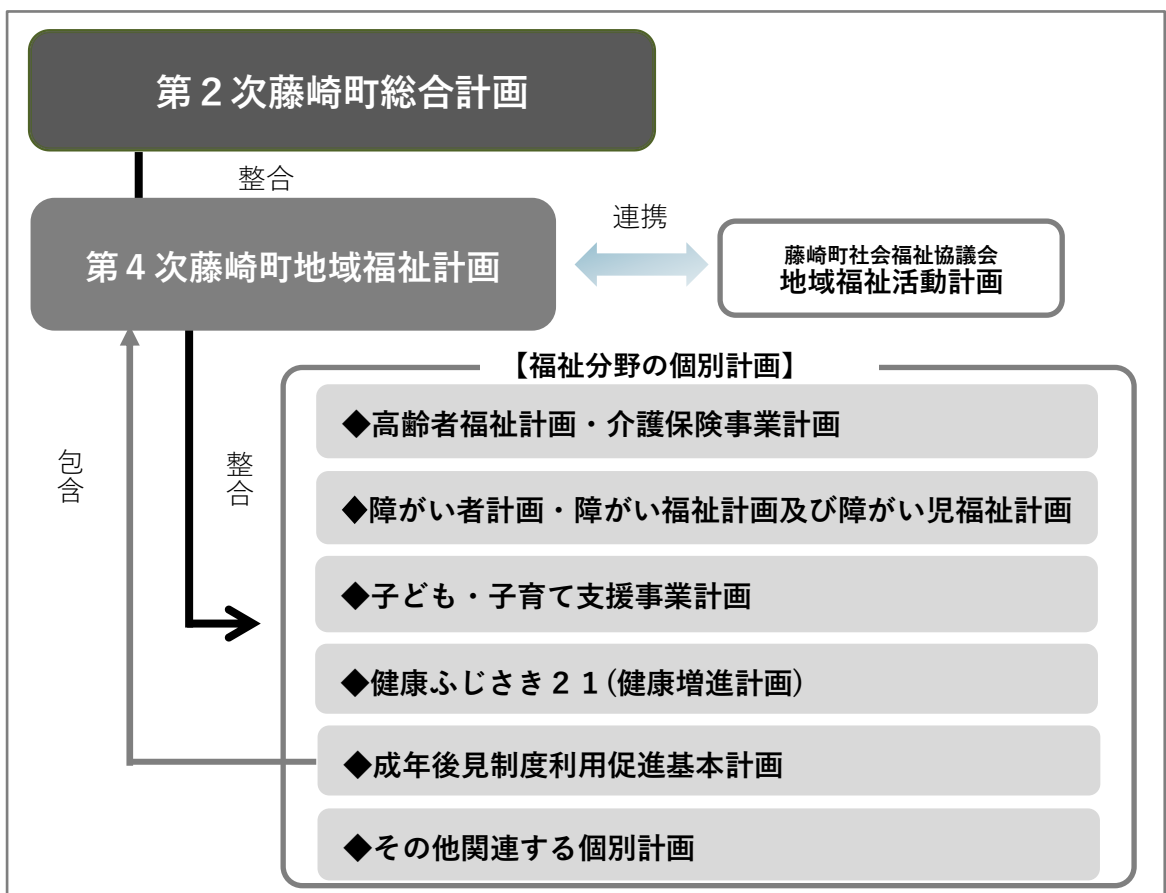 第２次藤崎町総合計画
整合
第４次藤崎町地域福祉計画
連携
藤崎町社会福祉協議会
地域福祉活動計画
【福祉分野の個別計画】
包含
整合
◆高齢者福祉計画・介護保険事業計画
◆障がい者計画・障がい福祉計画及び障がい児福祉計画
◆子ども・子育て支援事業計画
◆健康ふじさき２１(健康増進計画)
◆成年後見制度利用促進基本計画
◆その他関連する個別計画